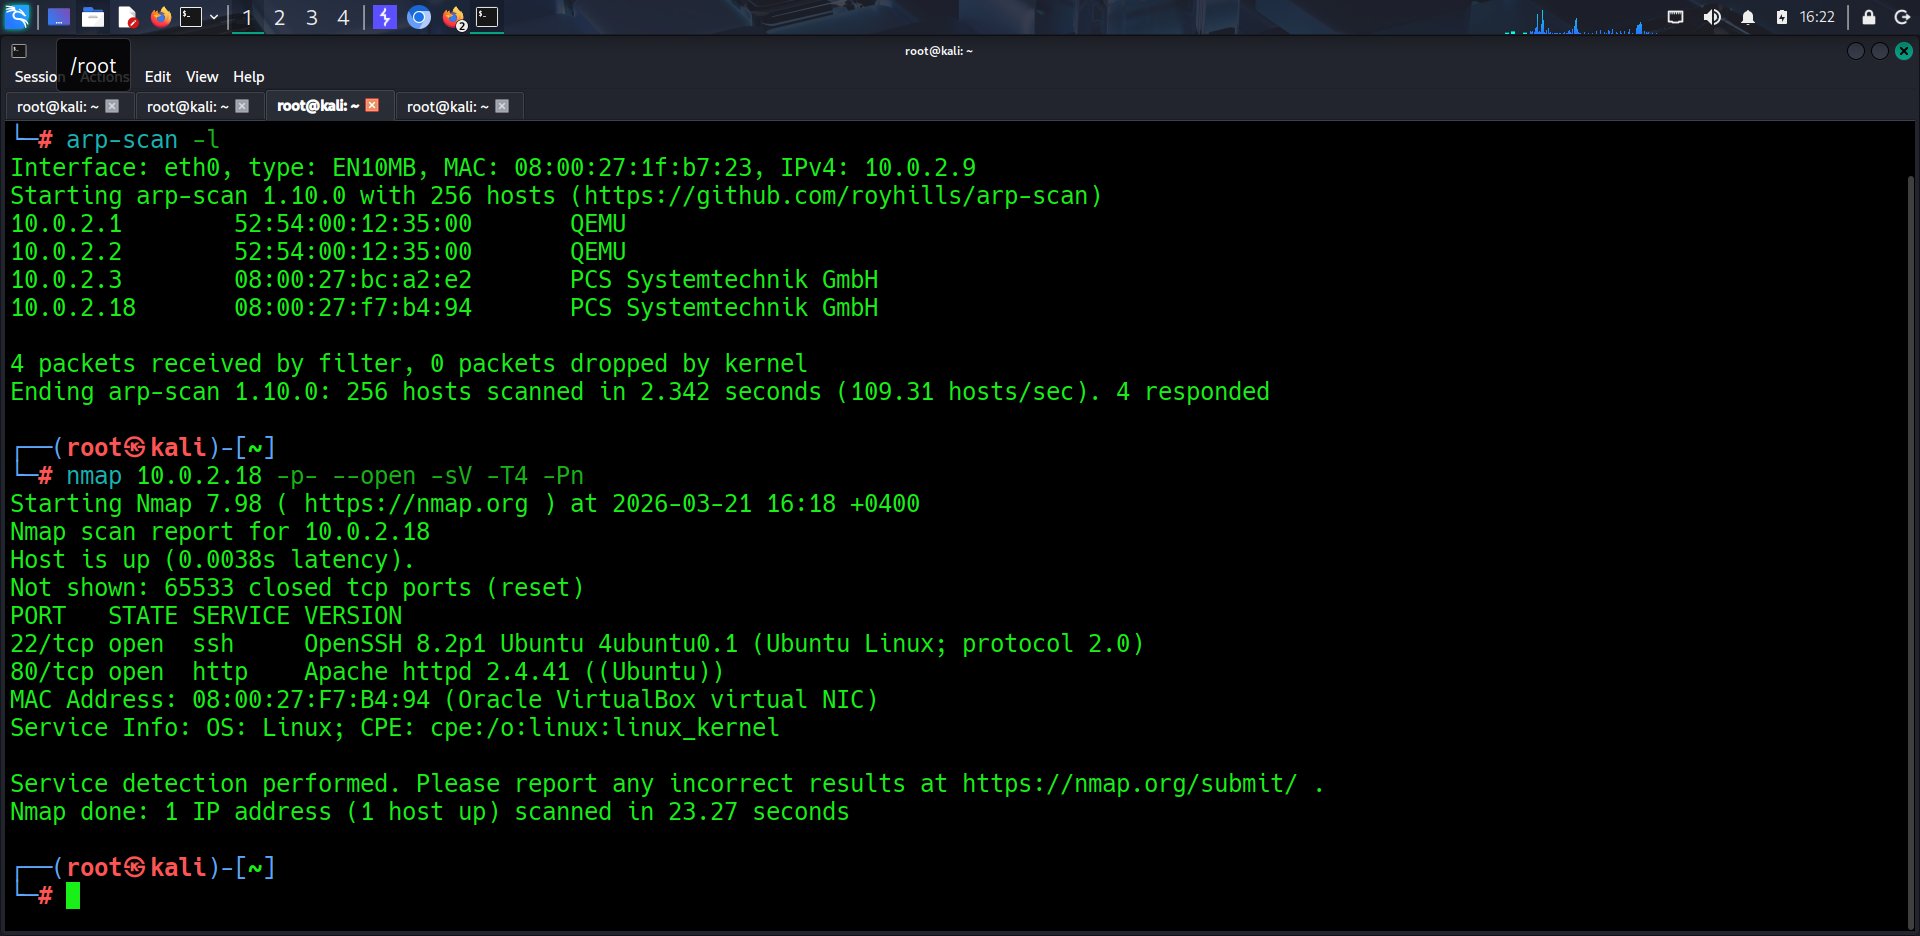 1 2 3 4 2 16:22
root@kali: ~
/root
Session Actions Edit View Help
root@kali: ~ root@kali: ~ root@kali: ~ root@kali: ~
└─# arp-scan -l
Interface: eth0, type: EN10MB, MAC: 08:00:27:1f:b7:23, IPv4: 10.0.2.9
Starting arp-scan 1.10.0 with 256 hosts (https://github.com/royhills/arp-scan)
10.0.2.1 52:54:00:12:35:00 QEMU
10.0.2.2 52:54:00:12:35:00 QEMU
10.0.2.3 08:00:27:bc:a2:e2 PCS Systemtechnik GmbH
10.0.2.18 08:00:27:f7:b4:94 PCS Systemtechnik GmbH
4 packets received by filter, 0 packets dropped by kernel
Ending arp-scan 1.10.0: 256 hosts scanned in 2.342 seconds (109.31 hosts/sec). 4 responded
┌──(root㉿kali)-[~]
└─# nmap 10.0.2.18 -p- --open -sV -T4 -Pn
Starting Nmap 7.98 ( https://nmap.org ) at 2026-03-21 16:18 +0400
Nmap scan report for 10.0.2.18
Host is up (0.0038s latency).
Not shown: 65533 closed tcp ports (reset)
PORT STATE SERVICE VERSION
22/tcp open ssh OpenSSH 8.2p1 Ubuntu 4ubuntu0.1 (Ubuntu Linux; protocol 2.0)
80/tcp open http Apache httpd 2.4.41 ((Ubuntu))
MAC Address: 08:00:27:F7:B4:94 (Oracle VirtualBox virtual NIC)
Service Info: OS: Linux; CPE: cpe:/o:linux:linux_kernel
Service detection performed. Please report any incorrect results at https://nmap.org/submit/ .
Nmap done: 1 IP address (1 host up) scanned in 23.27 seconds
┌──(root㉿kali)-[~]
└─#